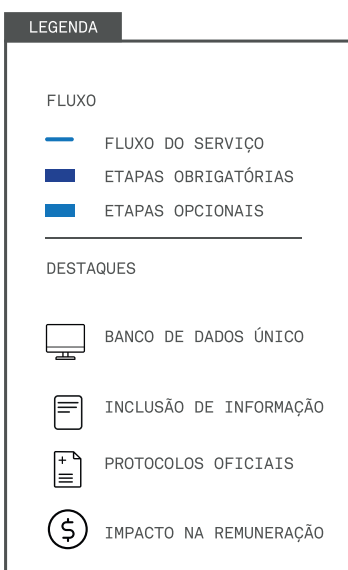 LEGENDA
FLUXO
FLUXO DO SERVIÇO
ETAPAS OBRIGATÓRIAS
ETAPAS OPCIONAIS
DESTAQUES
BANCO DE DADOS ÚNICO
INCLUSÃO DE INFORMAÇÃO
PROTOCOLOS OFICIAIS
$ IMPACTO NA REMUNERAÇÃO